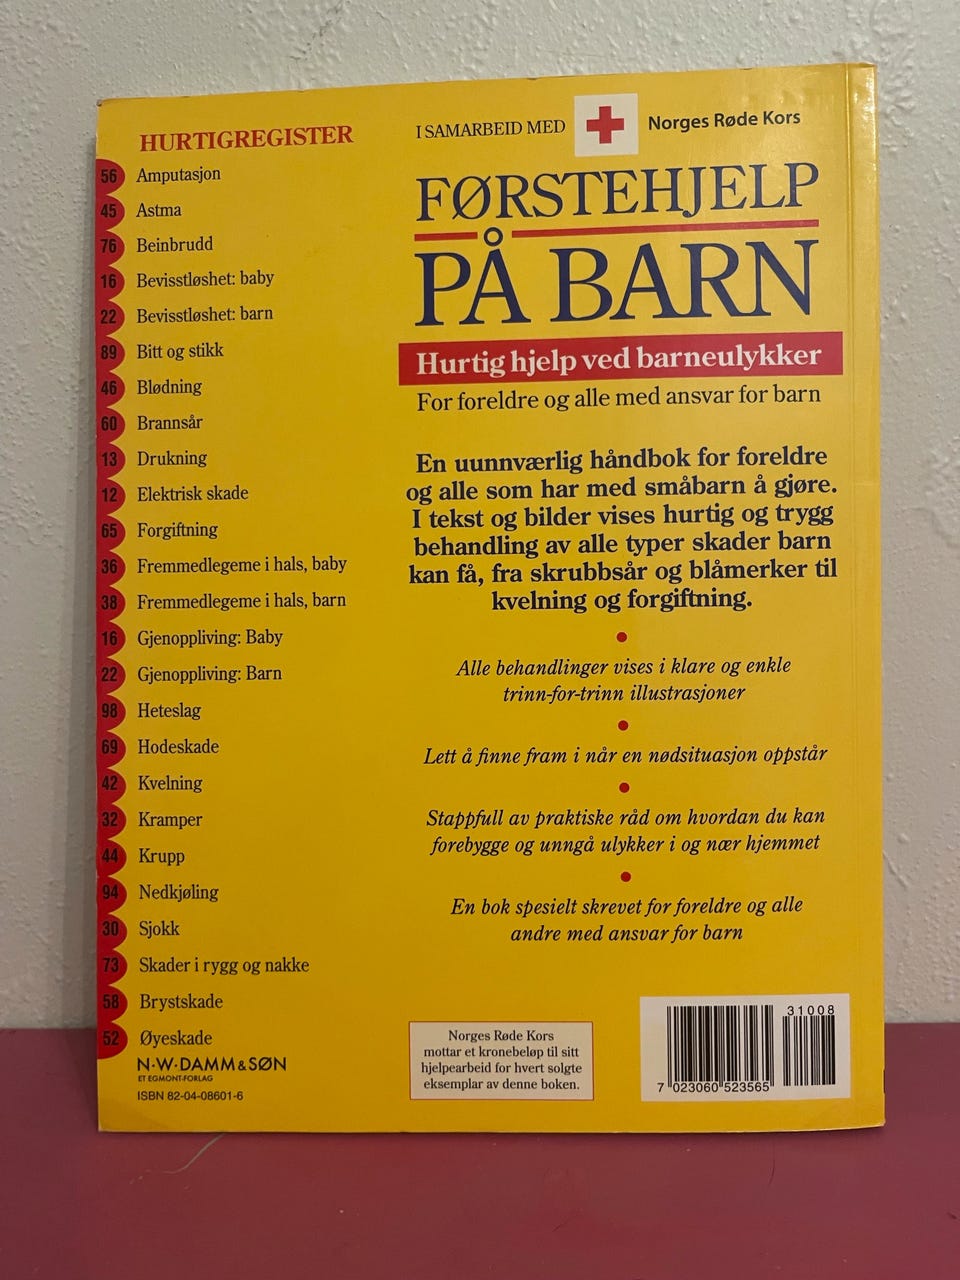 HURTIGREGISTER
56 Amputasjon
45 Astma
76 Beinbrudd
16 Bevisstløshet: baby
22 Bevisstløshet: barn
89 Bitt og stikk
46 Blødning
60 Brannsår
13 Drukning
12 Elektrisk skade
65 Forgiftning
36 Fremmedlegeme i hals, baby
38 Fremmedlegeme i hals, barn
16 Gjenoppliving: Baby
22 Gjenoppliving: Barn
98 Heteslag
69 Hodeskade
42 Kvelning
32 Kramper
44 Krupp
94 Nedkjøling
30 Sjokk
73 Skader i rygg og nakke
58 Brystskade
52 Øyeskade
N·W·DAMM & SØN
ET EGMONT-FORLAG
ISBN 82-04-08601-6
I SAMARBEID MED Norges Røde Kors
FØRSTEHJELP
PÅ BARN
Hurtig hjelp ved barneulykker
For foreldre og alle med ansvar for barn
En uunnværlig håndbok for foreldre
og alle som har med småbarn å gjøre.
I tekst og bilder vises hurtig og trygg
behandling av alle typer skader barn
kan få, fra skrubbsår og blåmerker til
kvelning og forgiftning.
Alle behandlinger vises i klare og enkle
trinn-for-trinn illustrasjoner
Lett å finne fram i når en nødsituasjon oppstår
Stappfull av praktiske råd om hvordan du kan
forebygge og unngå ulykker i og nær hjemmet
En bok spesielt skrevet for foreldre og alle
andre med ansvar for barn
Norges Røde Kors
mottar et kronebeløp til sitt
hjelpearbeid for hvert solgte
eksemplar av denne boken.
31008
7 023060 523565